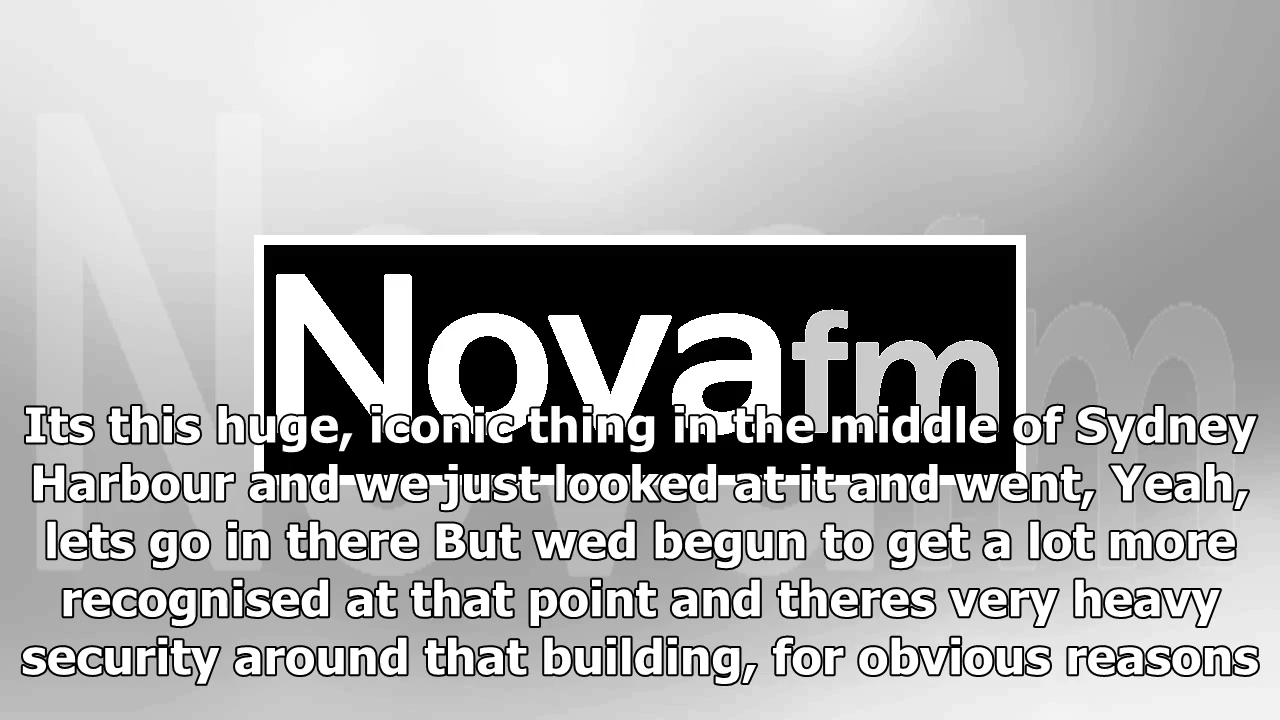 Novafm
Its this huge, iconic thing in the middle of Sydney
Harbour and we just looked at it and went, Yeah,
lets go in there But wed begun to get a lot more
recognised at that point and theres very heavy
security around that building, for obvious reasons